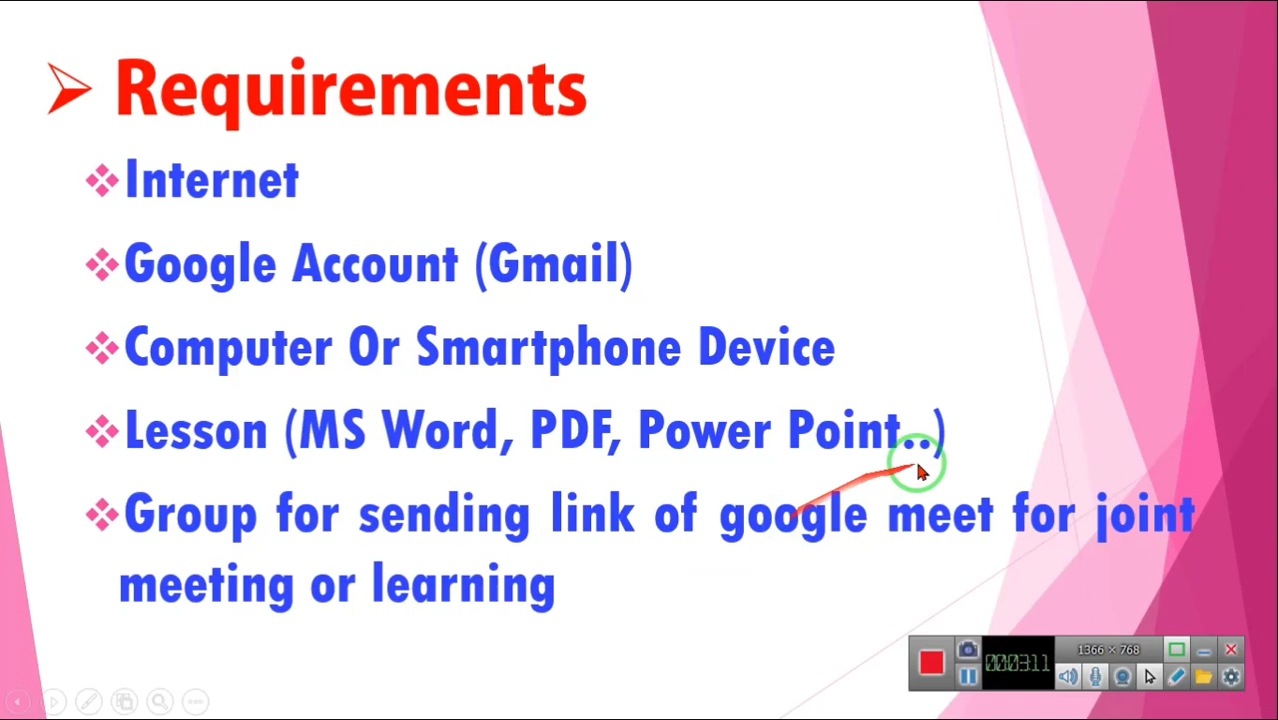 Requirements
Internet
Google Account (Gmail)
Computer Or Smartphone Device
Lesson (MS Word, PDF, Power Point..)
Group for sending link of google meet for joint
meeting or learning
1366 × 768
000311